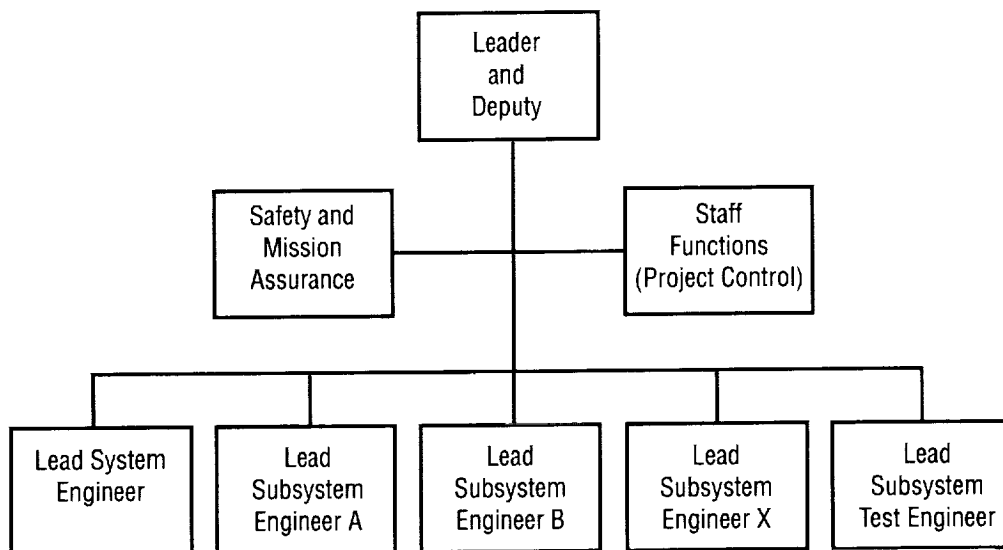 Leader
and
Deputy
Safety and
Mission
Assurance
Staff
Functions
(Project Control)
Lead System
Engineer
Lead
Subsystem
Engineer A
Lead
Subsystem
Engineer B
Lead
Subsystem
Engineer X
Lead
Subsystem
Test Engineer